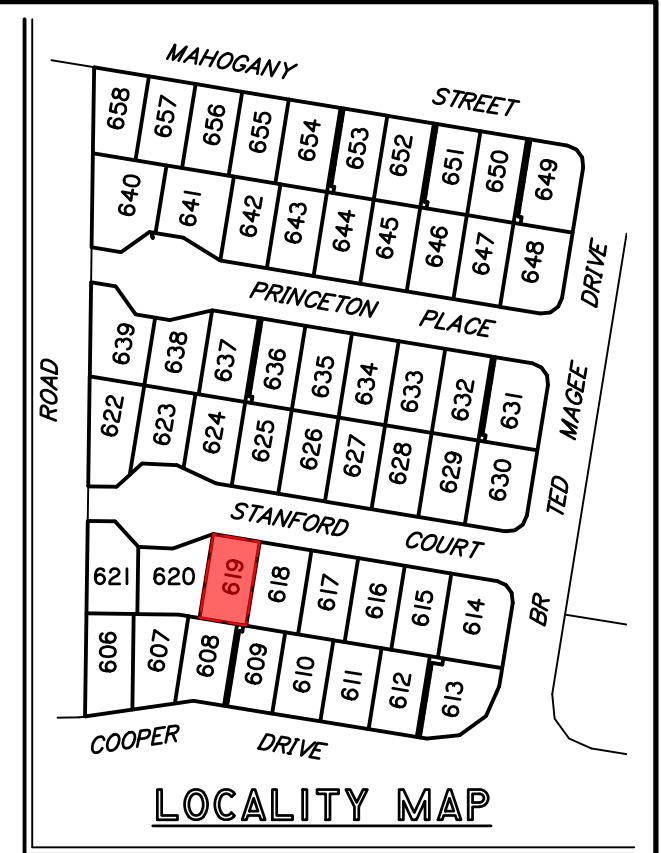 MAHOGANY STREET
658 657 656 655 654 653 652 651 650 649
640 641 642 643 644 645 646 647 648
DRIVE
PRINCETON PLACE
639 638 637 636 635 634 633 632 631
ROAD
MAGEE
622 623 624 625 626 627 628 629 630
TED
STANFORD COURT
621 620 619 618 617 616 615 614
BR
606 607 608 609 610 611 612 613
COOPER DRIVE
LOCALITY MAP